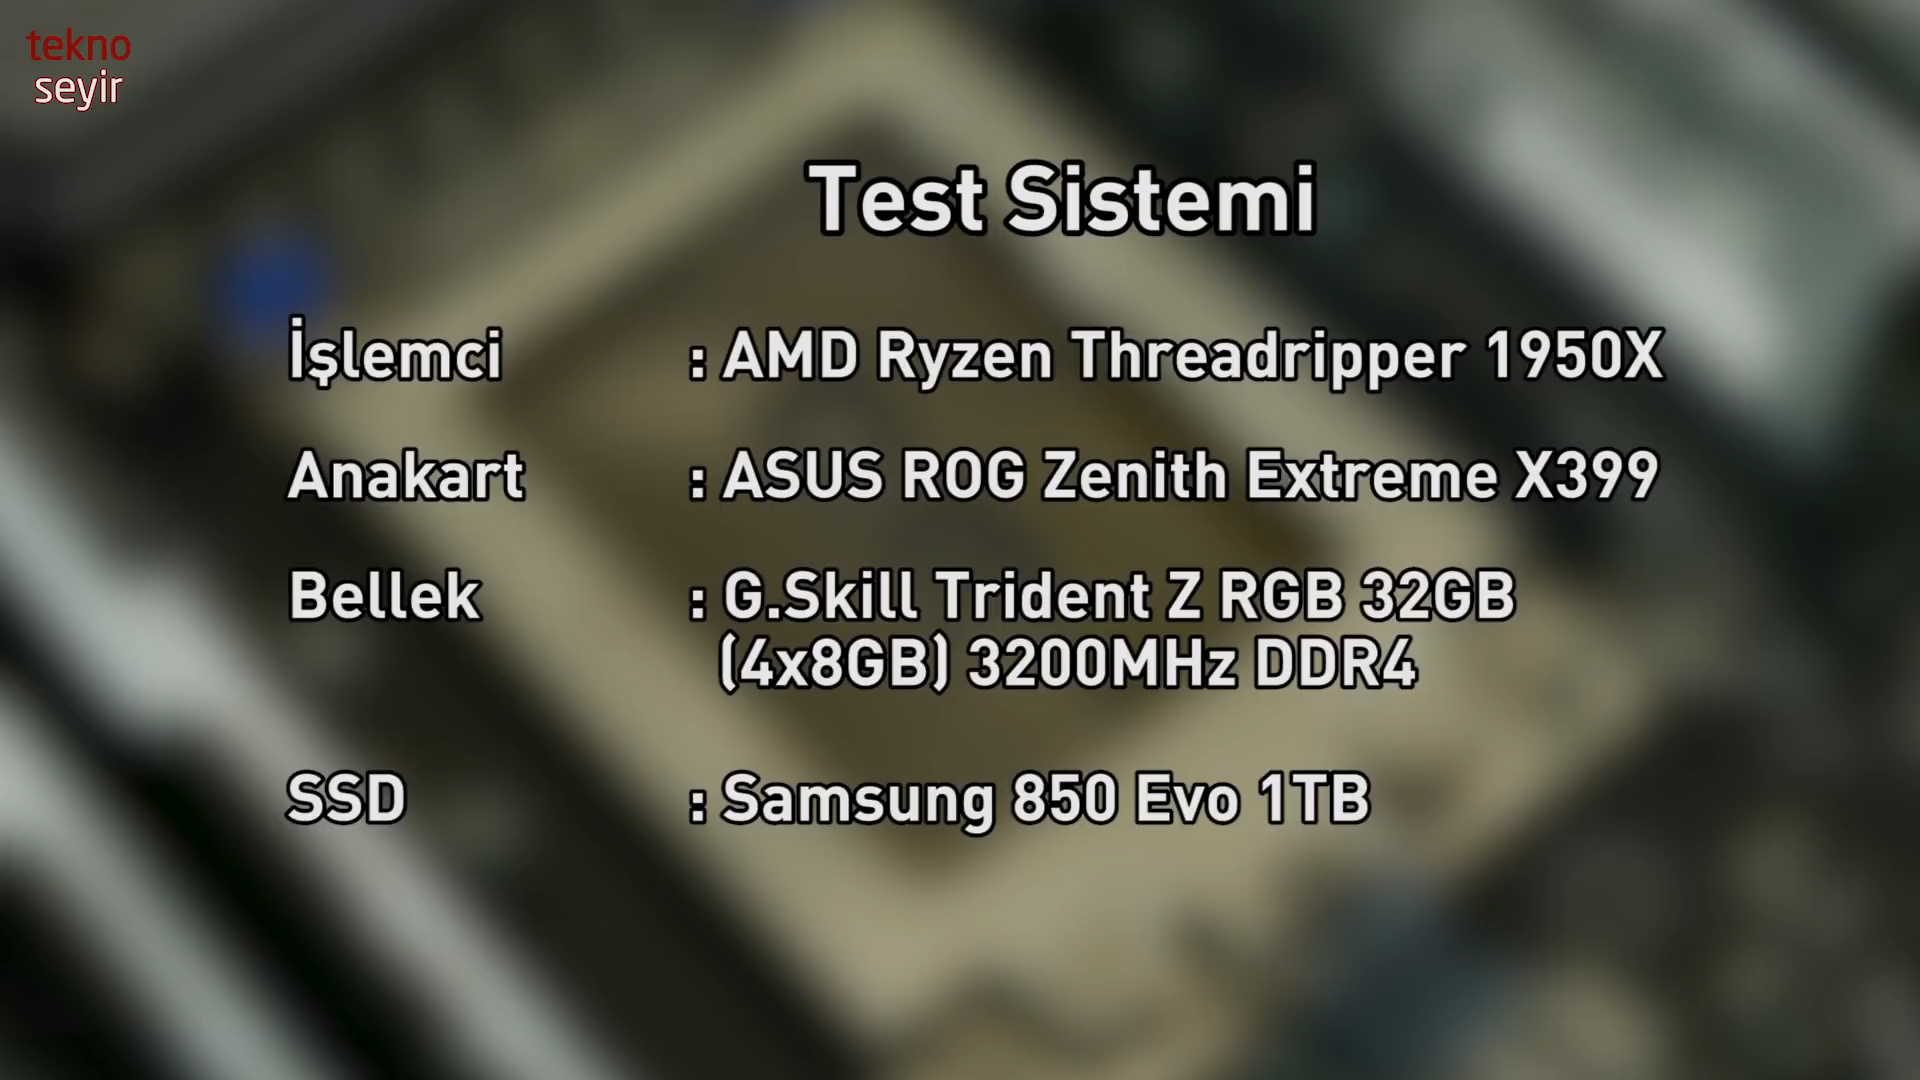 tekno
seyir
Test Sistemi
İşlemci : AMD Ryzen Threadripper 1950X
Anakart : ASUS ROG Zenith Extreme X399
Bellek : G.Skill Trident Z RGB 32GB
(4x8GB) 3200MHz DDR4
SSD : Samsung 850 Evo 1TB